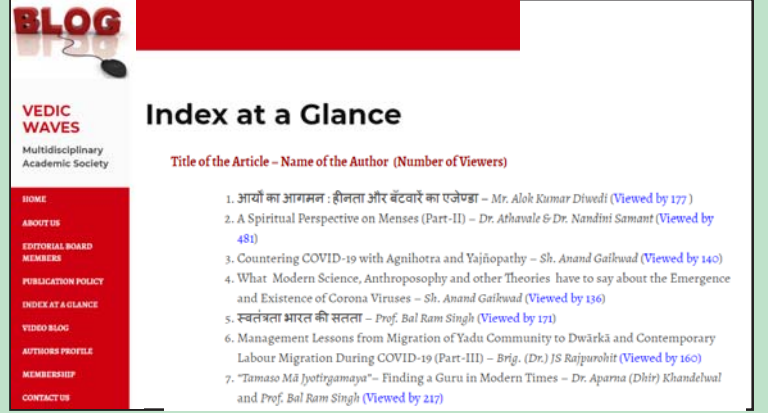 BLOG
VEDIC
WAVES
Multidisciplinary
Academic Society
HOME
ABOUT US
EDITORIAL BOARD
MEMBERS
PUBLICATION POLICY
INDEX AT A GLANCE
VIDEO BLOG
AUTHORS PROFILE
MEMBERSHIP
CONTACT US
Index at a Glance
Title of the Article – Name of the Author (Number of Viewers)
1. आर्यों का आगमन : हीनता और बँटवारें का एजेण्डा – Mr. Alok Kumar Diwedi (Viewed by 177 )
2. A Spiritual Perspective on Menses (Part-II) – Dr. Athavale & Dr. Nandini Samant (Viewed by
481)
3. Countering COVID-19 with Agnihotra and Yajñopathy – Sh. Anand Gaikwad (Viewed by 140)
4. What Modern Science, Anthroposophy and other Theories have to say about the Emergence
and Existence of Corona Viruses – Sh. Anand Gaikwad (Viewed by 136)
5. स्वतंत्रता भारत की सतता – Prof. Bal Ram Singh (Viewed by 171)
6. Management Lessons from Migration of Yadu Community to Dwārkā and Contemporary
Labour Migration During COVID-19 (Part-III) – Brig. (Dr.) JS Rajpurohit (Viewed by 160)
7. "Tamaso Mā Jyotirgamaya"– Finding a Guru in Modern Times – Dr. Aparna (Dhir) Khandelwal
and Prof. Bal Ram Singh (Viewed by 217)